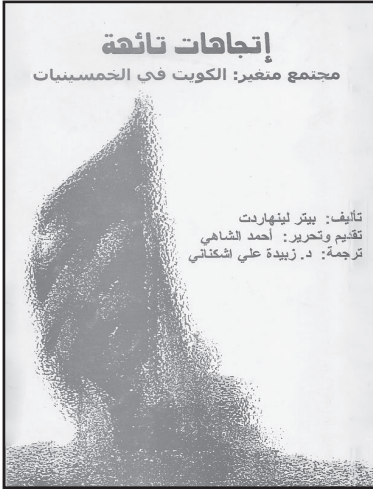 إتجاهات تائهة
مجتمع متغير: الكويت في الخمسينيات
تأليف: بيتر لينهاردت
تقديم وتحرير: أحمد الشاهي
ترجمة: د. زبيدة علي اشكناني